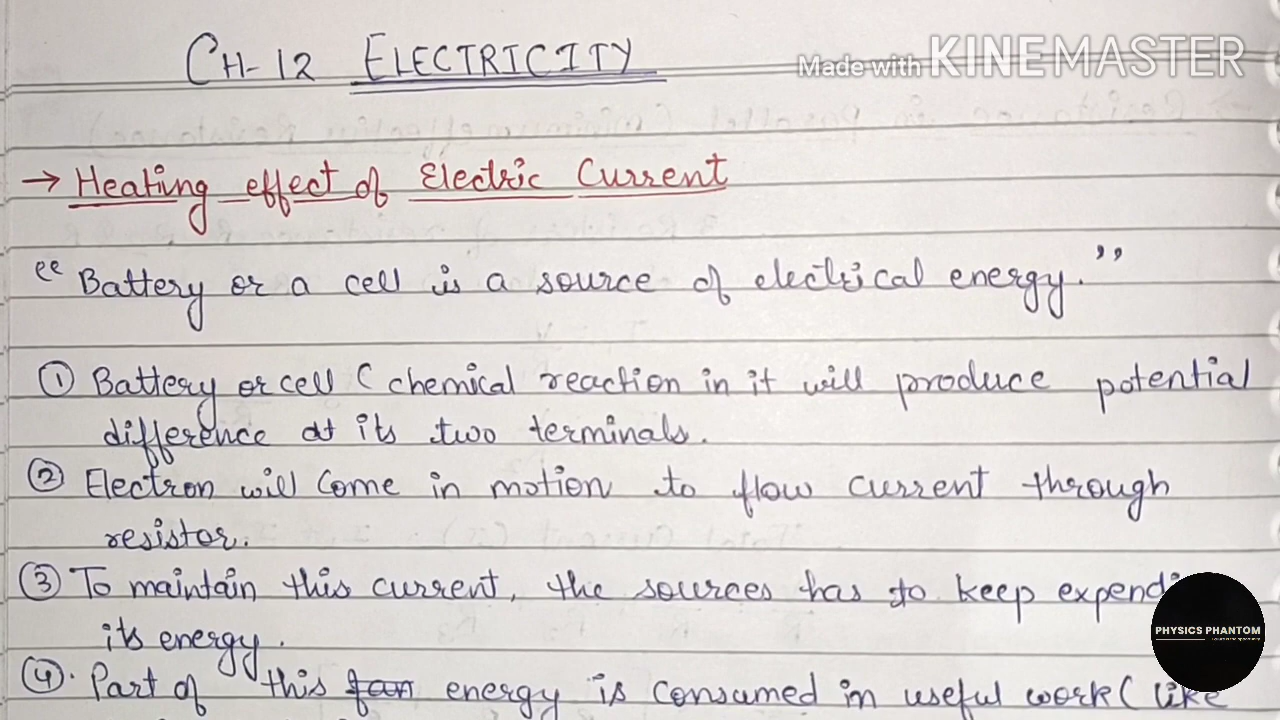 CH-12 ELECTRICITY
Made with KINEMASTER
→ Heating effect of Electric Current
"Battery or a cell is a source of electrical energy."
① Battery or cell ( chemical reaction in it will produce potential
difference at its two terminals.
② Electron will come in motion to flow current through
resistor.
③ To maintain this current, the sources has to keep expendi
its energy.
PHYSICS PHANTOM
④. Part of this energy is consumed in useful work ( like